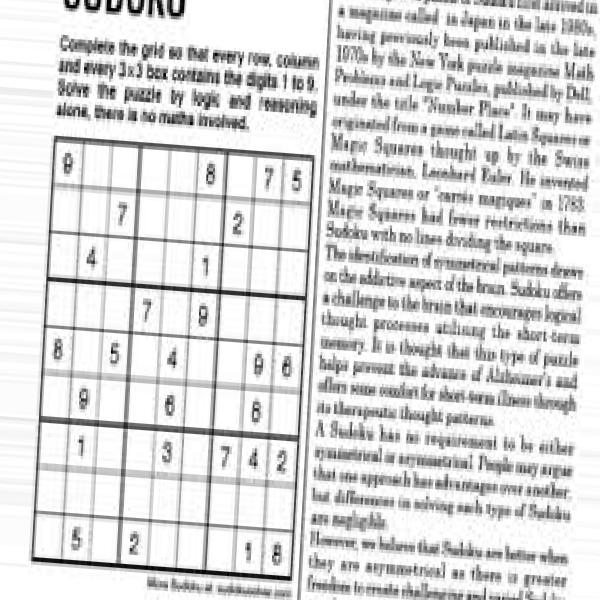 SUDOKU
Complete the grid so that every row, column
and every 3x3 box contains the digits 1 to 9.
Solve the puzzle by logic and reasoning
alone, there is no maths involved.
9 8 7 5
7 2
4 1
7 9
8 5 4 9 6
9 6 8
1 3 7 4 2
5 2 1 8
a magazine called in Japan in the late 1980s,
having previously been published in the late
1970s by the New York puzzle magazine Math
Problems and Logic Puzzles, published by Dell,
under the title "Number Place". It may have
originated from a game called Latin Squares or
Magic Squares thought up by the Swiss
mathematician, Leonhard Euler. He invented
Magic Squares or "carrés magiques" in 1783.
Magic Squares had fewer restrictions than
Sudoku with no lines dividing the square.
The identification of symmetrical patterns draws
on the addictive aspect of the brain. Sudoku offers
a challenge to the brain that encourages logical
thought processes utilising the short-term
memory. It is thought that this type of puzzle
helps prevent the advance of Alzheimer's and
offers some comfort for short-term illness through
its therapeutic thought patterns.
A Sudoku has no requirement to be either
symmetrical or asymmetrical. People may argue
that one approach has advantages over another,
but differences in solving each type of Sudoku
are negligible.
However, we believe that Sudoku are better when
they are asymmetrical as there is greater
freedom to create challenging and varied